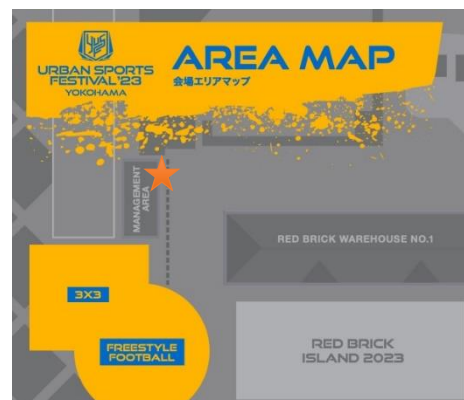 URBAN SPORTS
FESTIVAL'23
YOKOHAMA
AREA MAP
会場エリアマップ
MANAGEMENT
AREA
RED BRICK WAREHOUSE NO.1
3X3
FREESTYLE
FOOTBALL
RED BRICK
ISLAND 2023